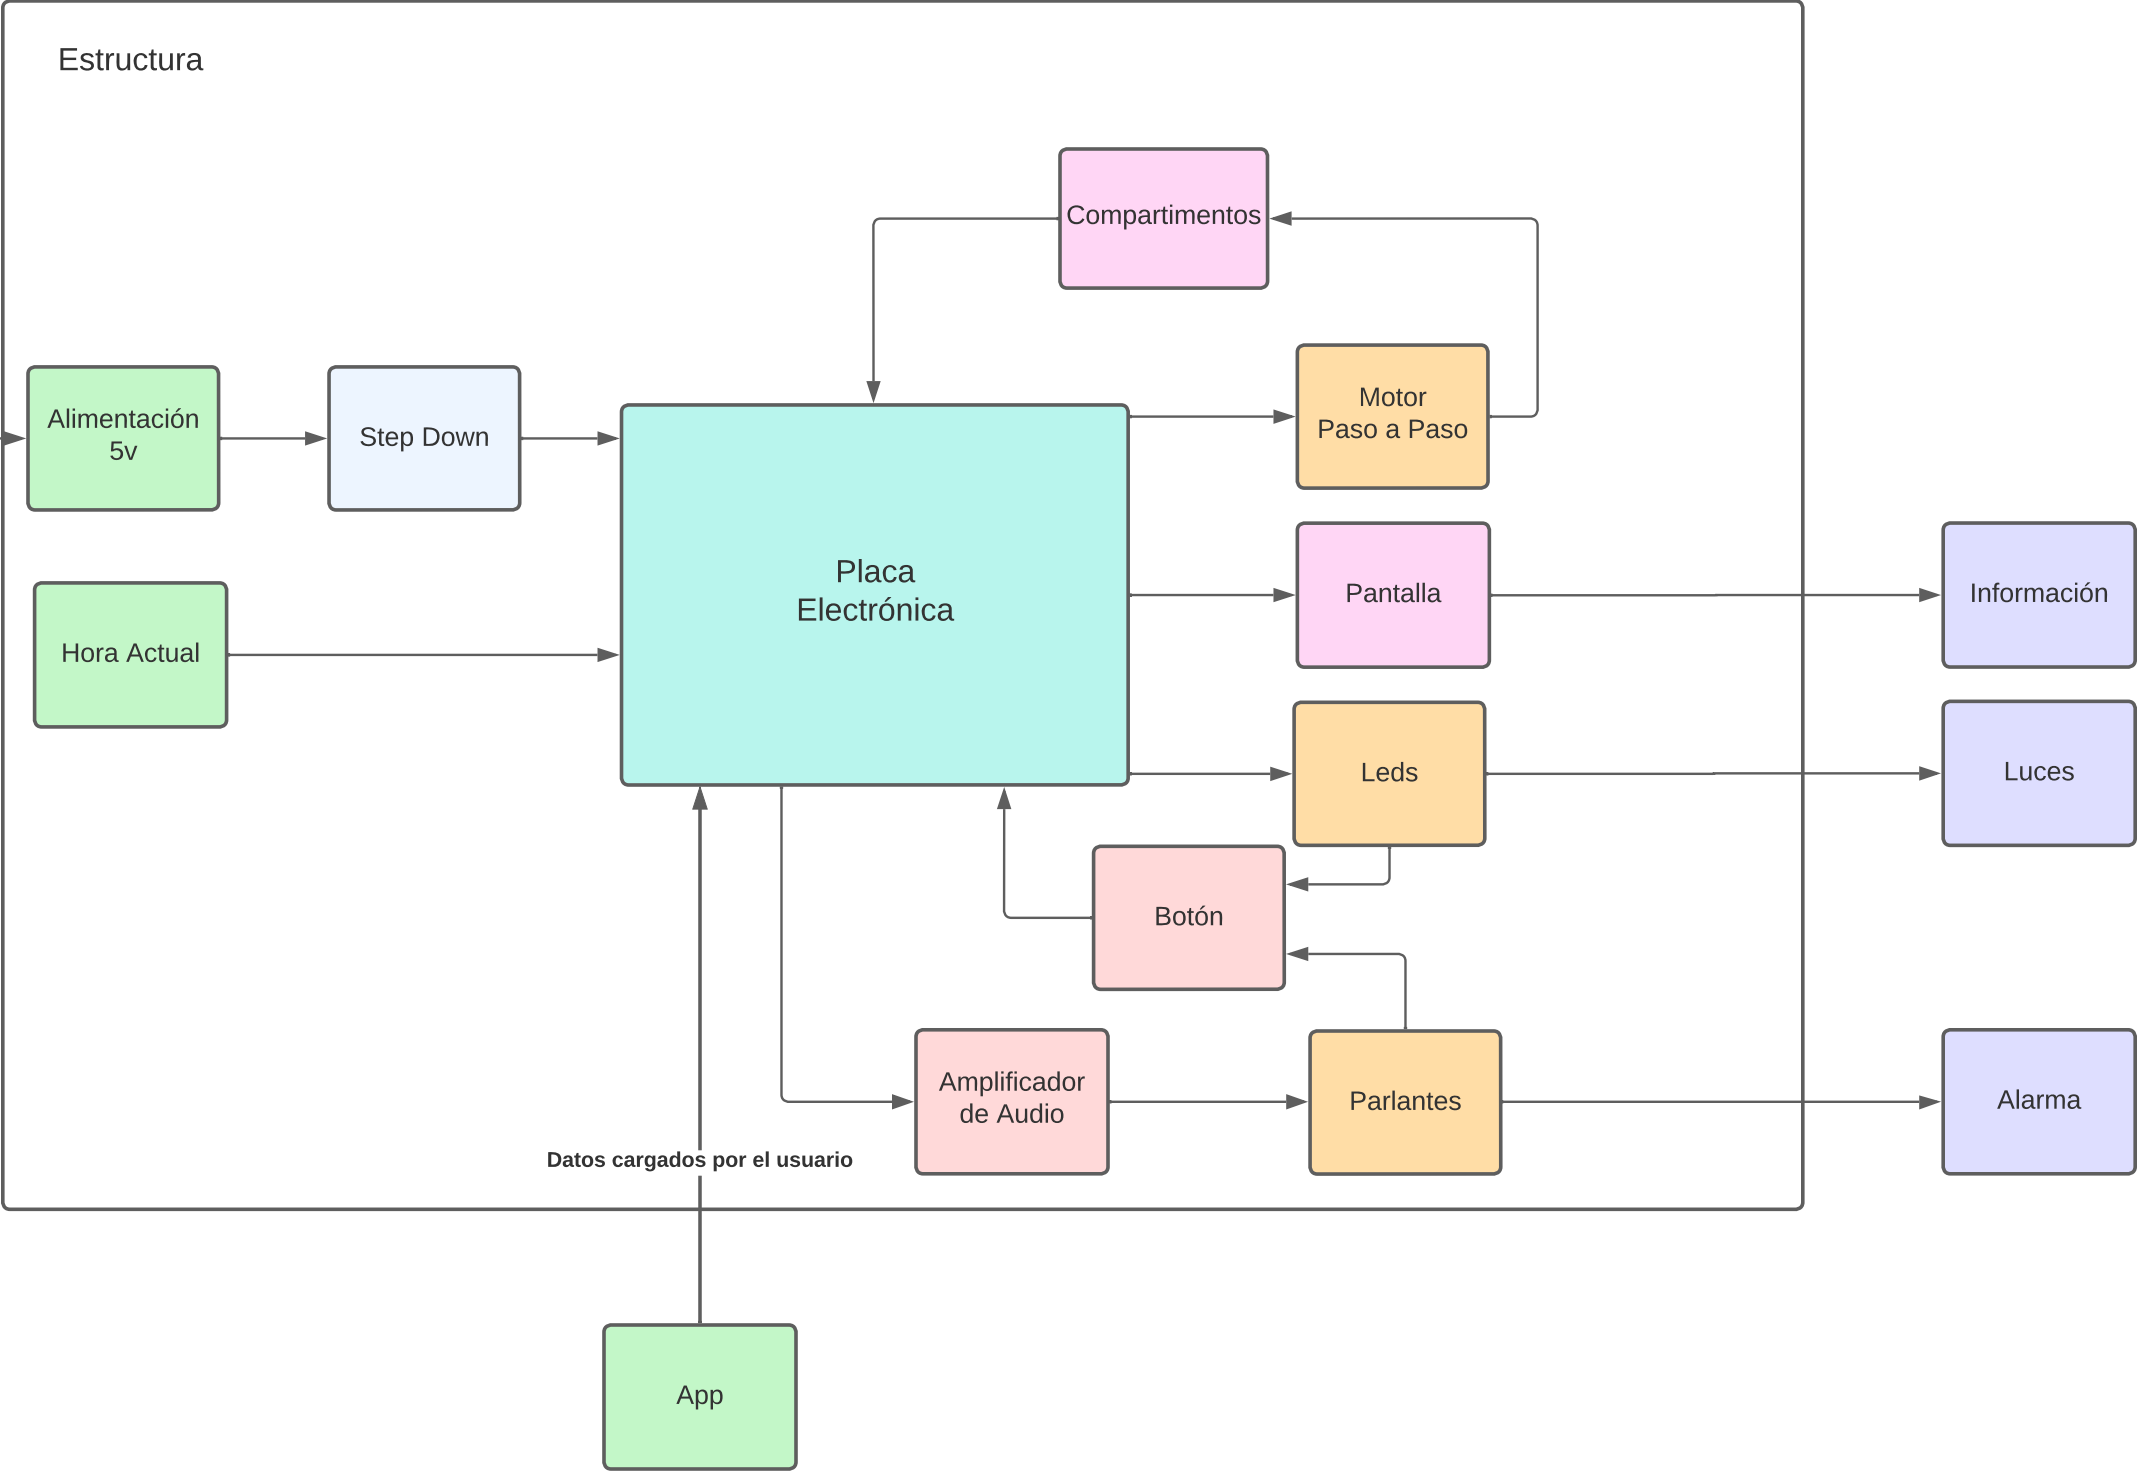 Estructura
Compartimentos
Alimentación
5v
Step Down
Motor
Paso a Paso
Placa
Electrónica
Hora Actual
Pantalla
Información
Leds
Luces
Botón
Amplificador
de Audio
Parlantes
Alarma
Datos cargados por el usuario
App